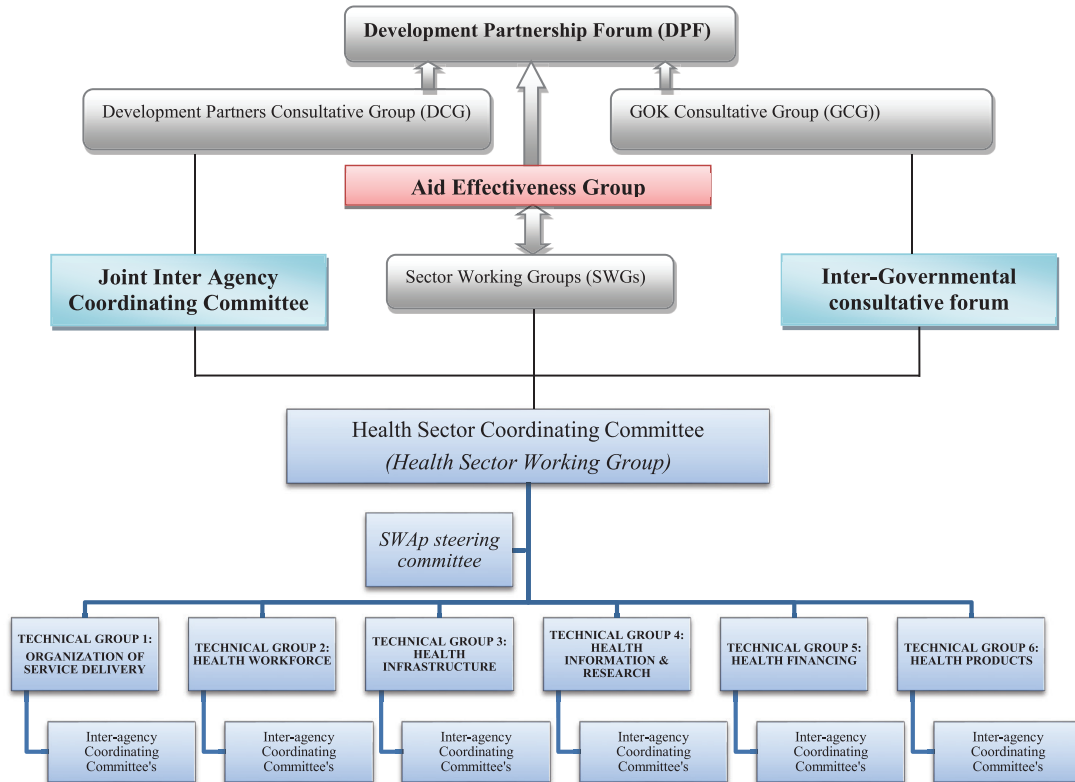 Development Partnership Forum (DPF)
Development Partners Consultative Group (DCG)
GOK Consultative Group (GCG))
Aid Effectiveness Group
Joint Inter Agency
Coordinating Committee
Sector Working Groups (SWGs)
Inter-Governmental
consultative forum
Health Sector Coordinating Committee
(Health Sector Working Group)
SWAp steering
committee
TECHNICAL GROUP 1:
ORGANIZATION OF
SERVICE DELIVERY
TECHNICAL GROUP 2:
HEALTH WORKFORCE
TECHNICAL GROUP 3:
HEALTH
INFRASTRUCTURE
TECHNICAL GROUP 4:
HEALTH
INFORMATION &
RESEARCH
TECHNICAL GROUP 5:
HEALTH FINANCING
TECHNICAL GROUP 6:
HEALTH PRODUCTS
Inter-agency
Coordinating
Committee's
Inter-agency
Coordinating
Committee's
Inter-agency
Coordinating
Committee's
Inter-agency
Coordinating
Committee's
Inter-agency
Coordinating
Committee's
Inter-agency
Coordinating
Committee's